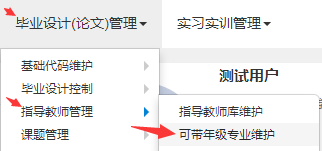 毕业设计(论文)管理 实习实训管理
基础代码维护
测试用户
毕业设计控制
指导教师管理
指导教师库维护
课题管理
可带年级专业维护